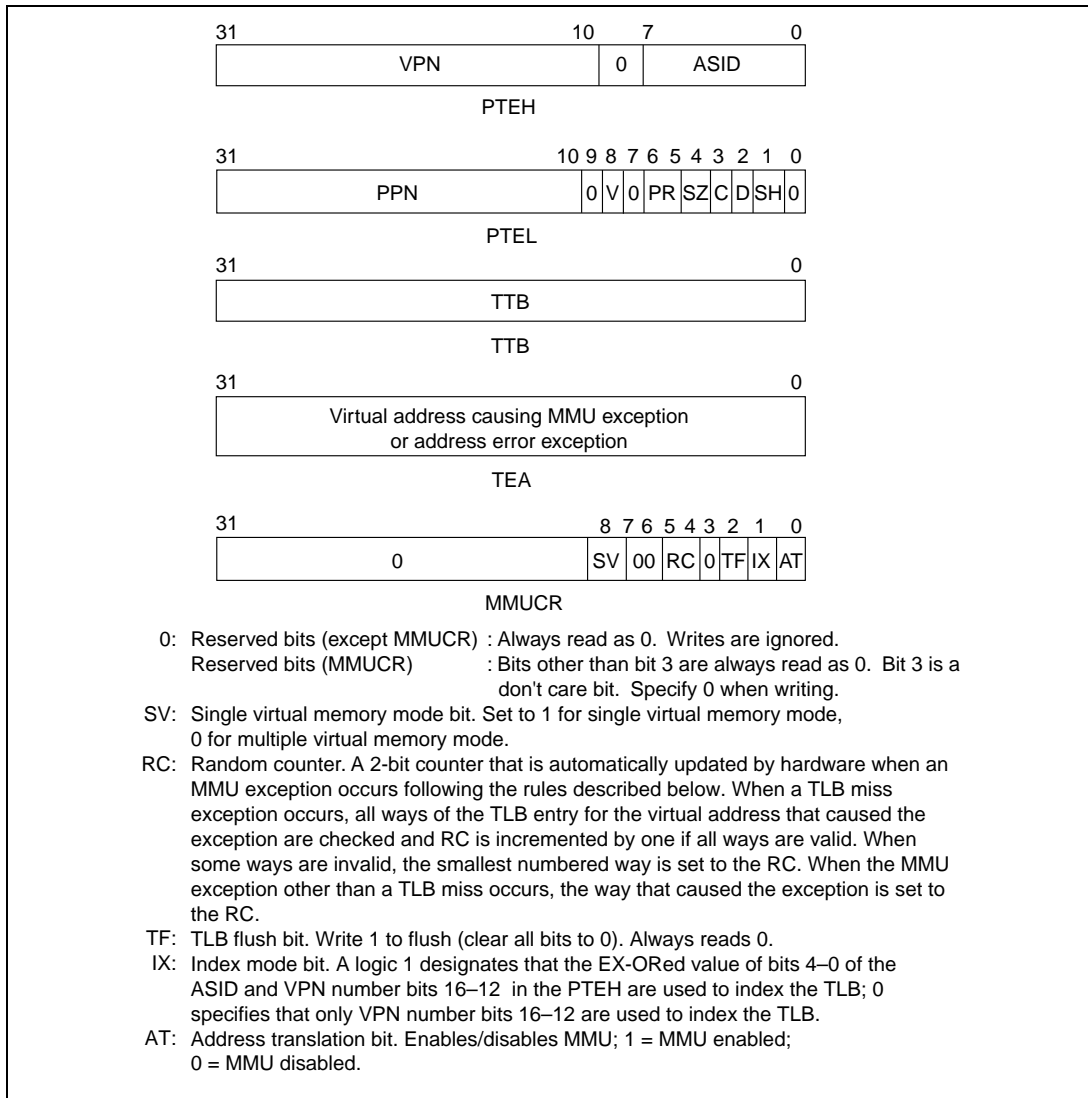 31 10 7 0
VPN 0 ASID
PTEH
31 10 9 8 7 6 5 4 3 2 1 0
PPN 0 V 0 PR SZ C D SH 0
PTEL
31 0
TTB
TTB
31 0
Virtual address causing MMU exception
or address error exception
TEA
31 8 7 6 5 4 3 2 1 0
0 SV 00 RC 0 TF IX AT
MMUCR
0: Reserved bits (except MMUCR) : Always read as 0. Writes are ignored.
Reserved bits (MMUCR) : Bits other than bit 3 are always read as 0. Bit 3 is a
don't care bit. Specify 0 when writing.
SV: Single virtual memory mode bit. Set to 1 for single virtual memory mode,
0 for multiple virtual memory mode.
RC: Random counter. A 2-bit counter that is automatically updated by hardware when an
MMU exception occurs following the rules described below. When a TLB miss
exception occurs, all ways of the TLB entry for the virtual address that caused the
exception are checked and RC is incremented by one if all ways are valid. When
some ways are invalid, the smallest numbered way is set to the RC. When the MMU
exception other than a TLB miss occurs, the way that caused the exception is set to
the RC.
TF: TLB flush bit. Write 1 to flush (clear all bits to 0). Always reads 0.
IX: Index mode bit. A logic 1 designates that the EX-ORed value of bits 4–0 of the
ASID and VPN number bits 16–12 in the PTEH are used to index the TLB; 0
specifies that only VPN number bits 16–12 are used to index the TLB.
AT: Address translation bit. Enables/disables MMU; 1 = MMU enabled;
0 = MMU disabled.